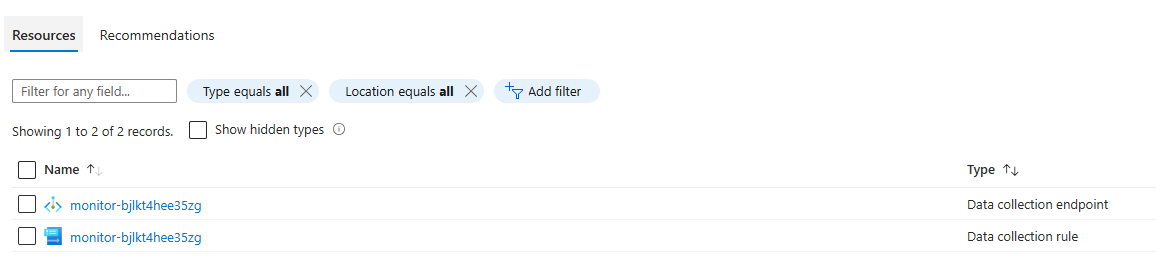 Resources Recommendations
Filter for any field... Type equals all Location equals all Add filter
Showing 1 to 2 of 2 records. Show hidden types
Name Type
monitor-bjlkt4hee35zg Data collection endpoint
monitor-bjlkt4hee35zg Data collection rule